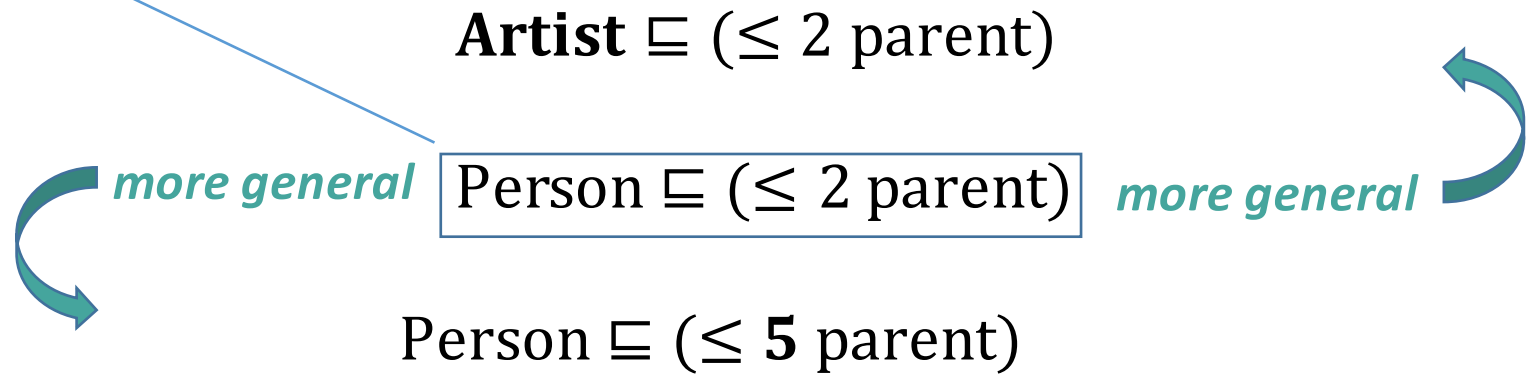 Artist ⊑ (≤ 2 parent)
more general Person ⊑ (≤ 2 parent) more general
Person ⊑ (≤ 5 parent)